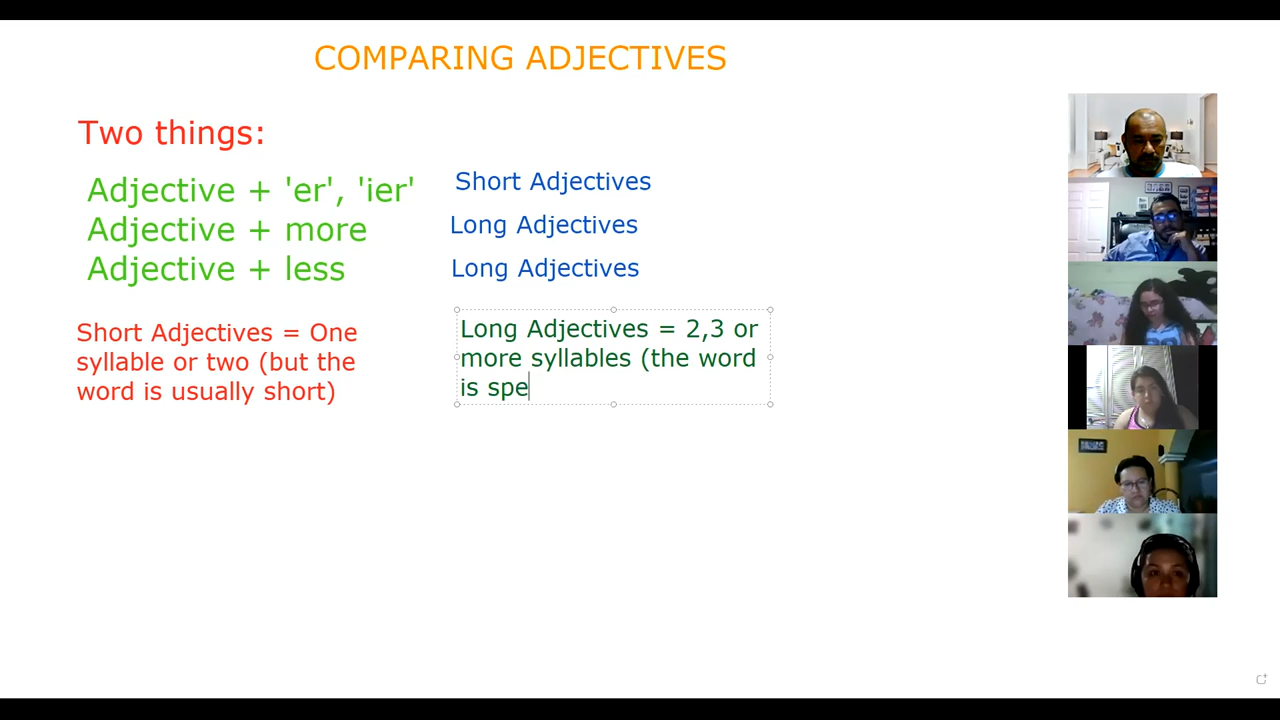 COMPARING ADJECTIVES
Two things:
Adjective + 'er', 'ier'
Short Adjectives
Adjective + more
Long Adjectives
Adjective + less
Long Adjectives
Short Adjectives = One
syllable or two (but the
word is usually short)
Long Adjectives = 2,3 or
more syllables (the word
is spe